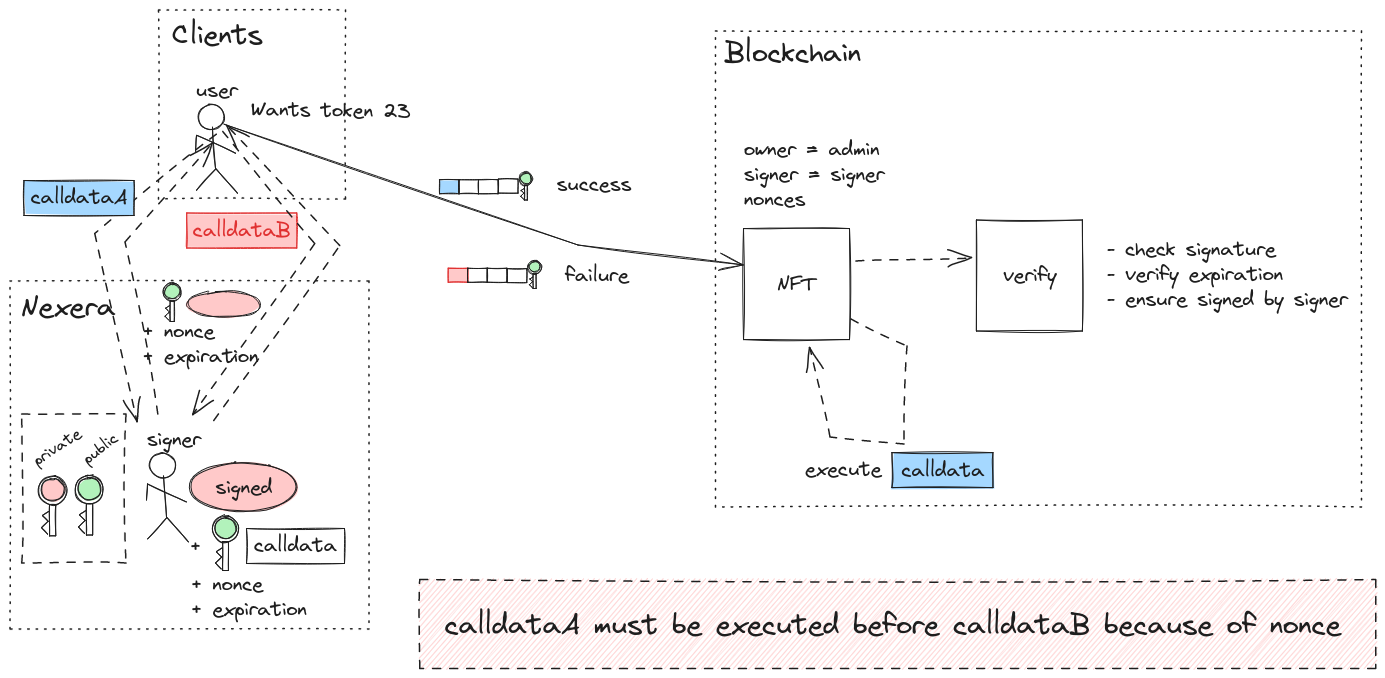 Clients
user
Wants token 23
calldataA
calldataB
Nexera
+ nonce
+ expiration
private
public
signer
signed
+
calldata
+ nonce
+ expiration
success
failure
Blockchain
owner = admin
signer = signer
nonces
NFT
verify
- check signature
- verify expiration
- ensure signed by signer
execute
calldata
calldataA must be executed before calldataB because of nonce